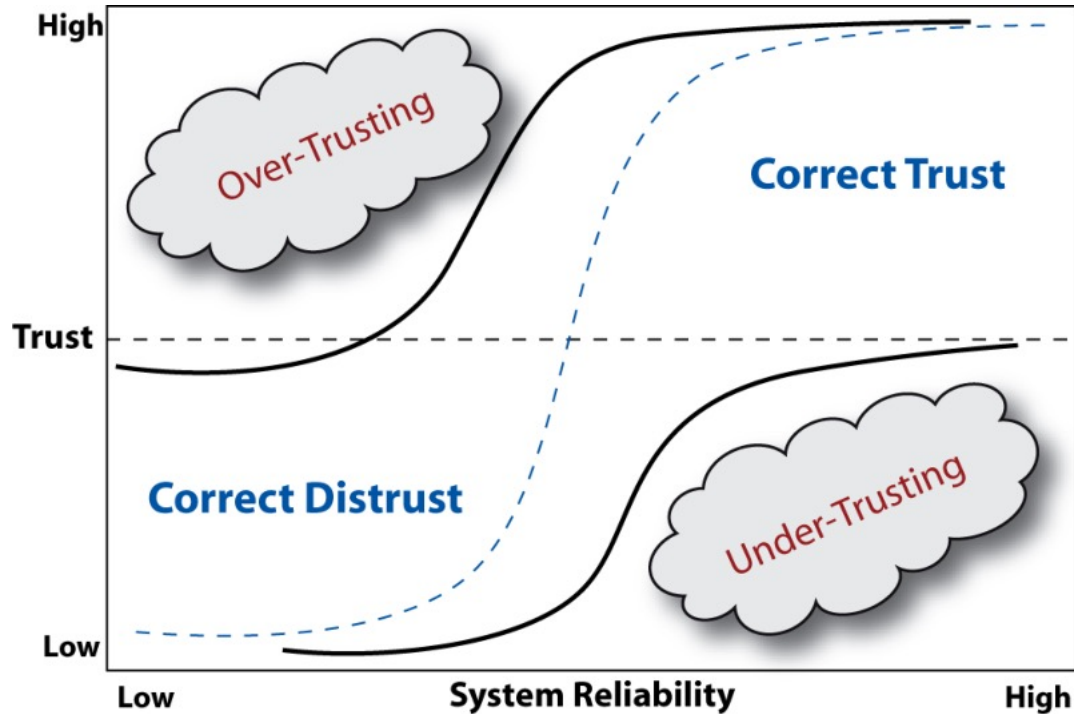 High
Over-Trusting
Correct Trust
Trust
Correct Distrust
Under-Trusting
Low
Low
System Reliability
High